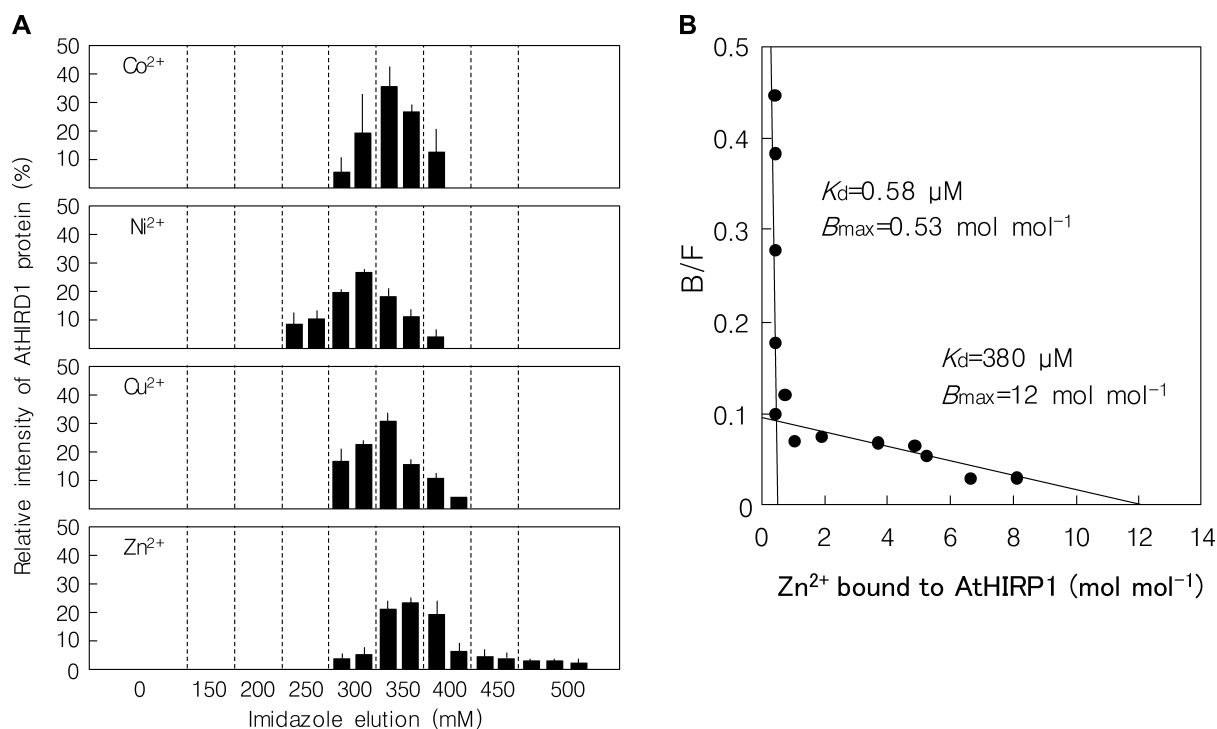 A
Relative intensity of AtHIRD1 protein (%)
50
40
30
20
10
Co²⁺
50
40
30
20
10
Ni²⁺
50
40
30
20
10
Cu²⁺
50
40
30
20
10
0
Zn²⁺
0 150 200 250 300 350 400 450 500
Imidazole elution (mM)
B
B/F
0.5
0.4
0.3
0.2
0.1
0
Kd=0.58 µM
Bmax=0.53 mol mol⁻¹
Kd=380 µM
Bmax=12 mol mol⁻¹
0 2 4 6 8 10 12 14
Zn²⁺ bound to AtHIRP1 (mol mol⁻¹)